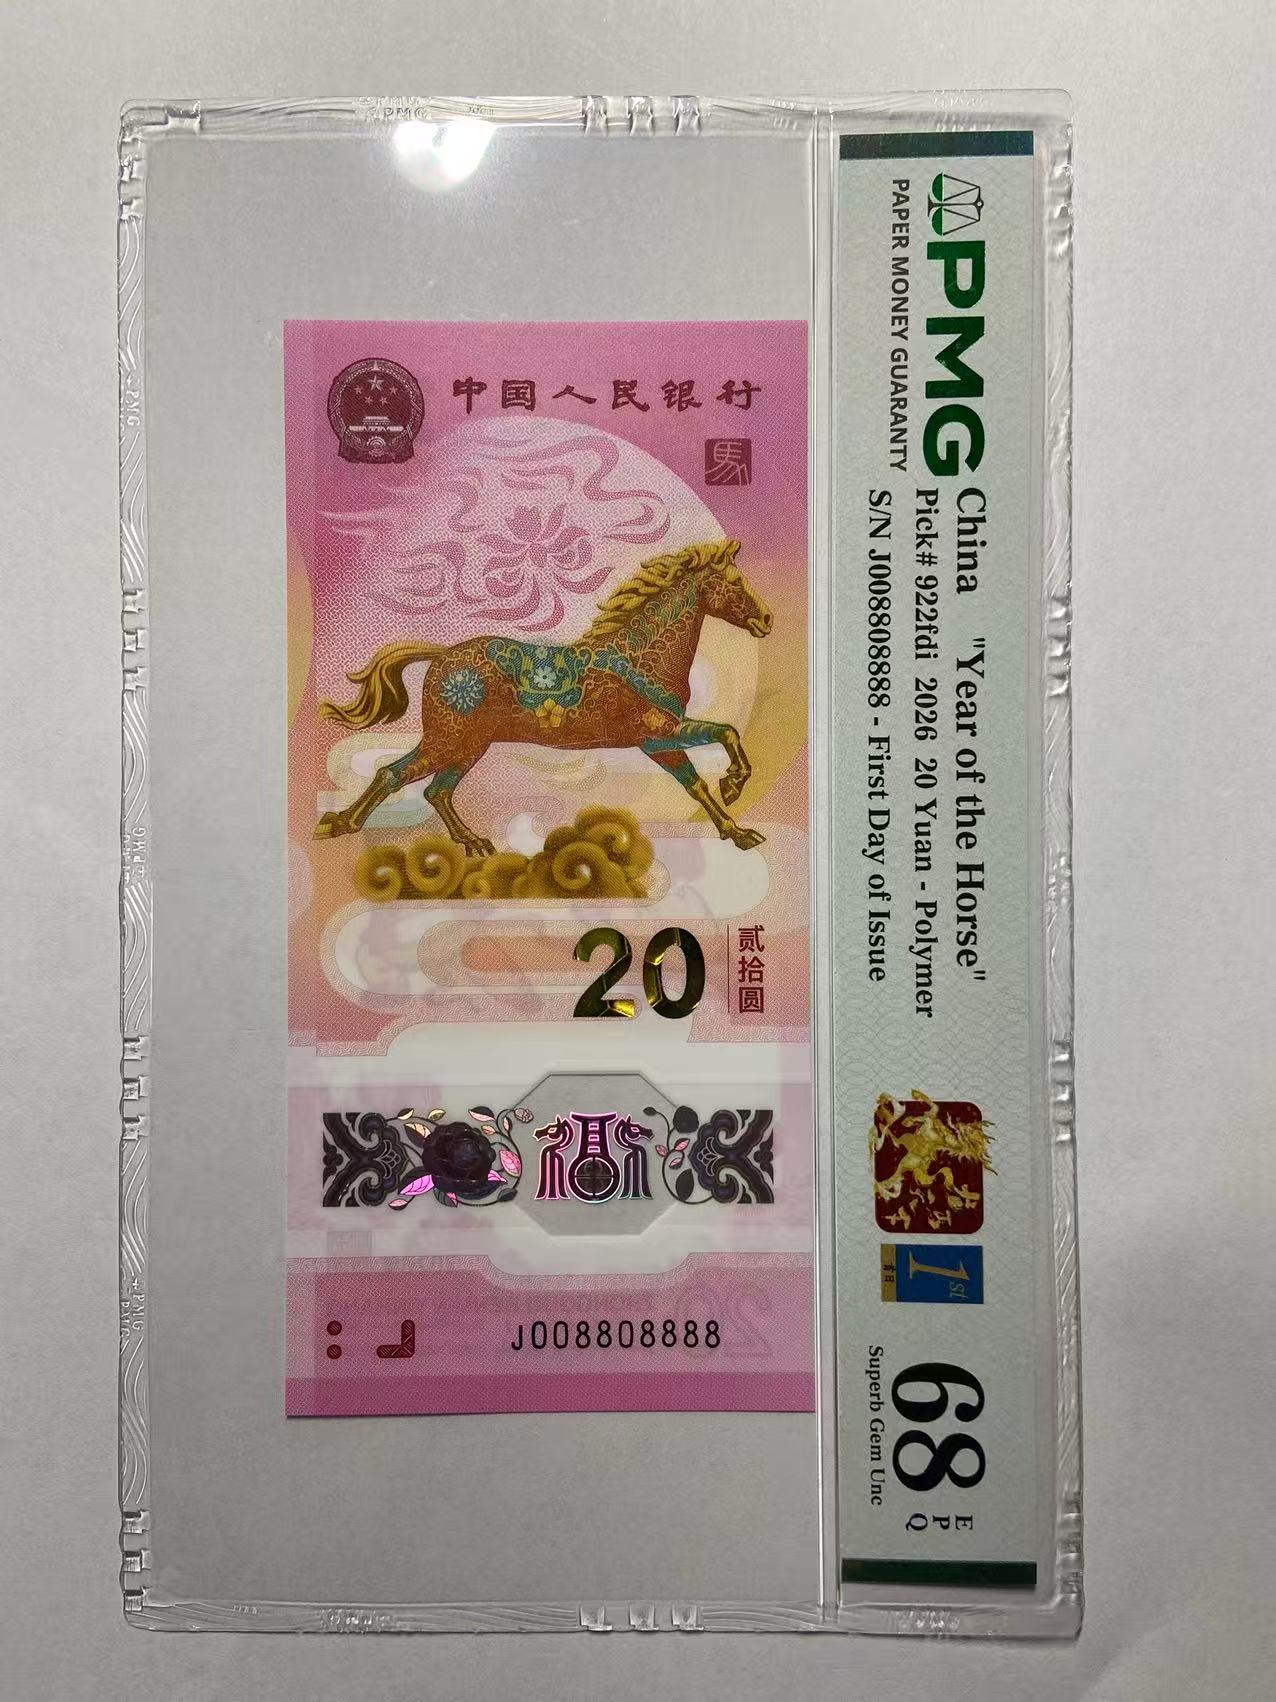 中国人民银行
馬
20
贰拾圆
J008808888
PMG
PAPER MONEY GUARANTY
China "Year of the Horse"
Pick# 922fdi 2026 20 Yuan - Polymer
S/N J008808888 - First Day of Issue
1st
首日
68 EPQ
Superb Gem Unc